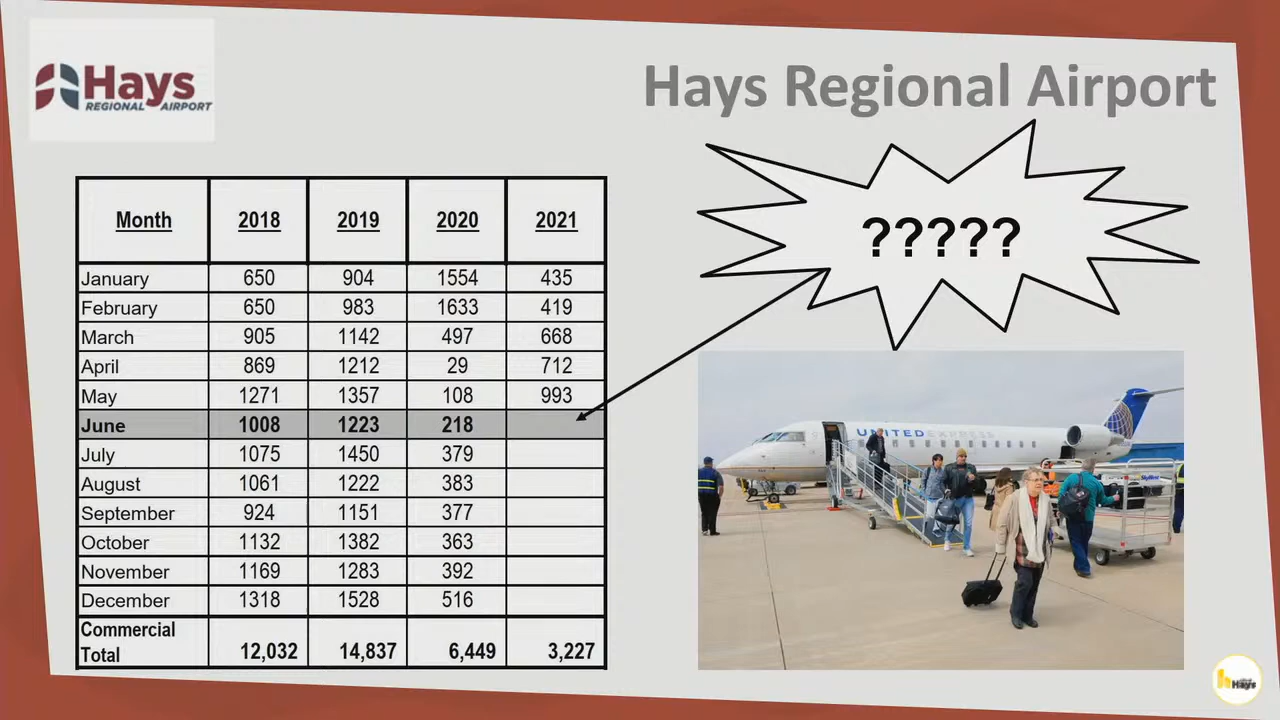 Hays
REGIONAL AIRPORT
Hays Regional Airport
?????
Month 2018 2019 2020 2021
January 650 904 1554 435
February 650 983 1633 419
March 905 1142 497 668
April 869 1212 29 712
May 1271 1357 108 993
June 1008 1223 218
July 1075 1450 379
August 1061 1222 383
September 924 1151 377
October 1132 1382 363
November 1169 1283 392
December 1318 1528 516
Commercial
Total 12,032 14,837 6,449 3,227
UNITED EXPRESS
SkyWest
Hays